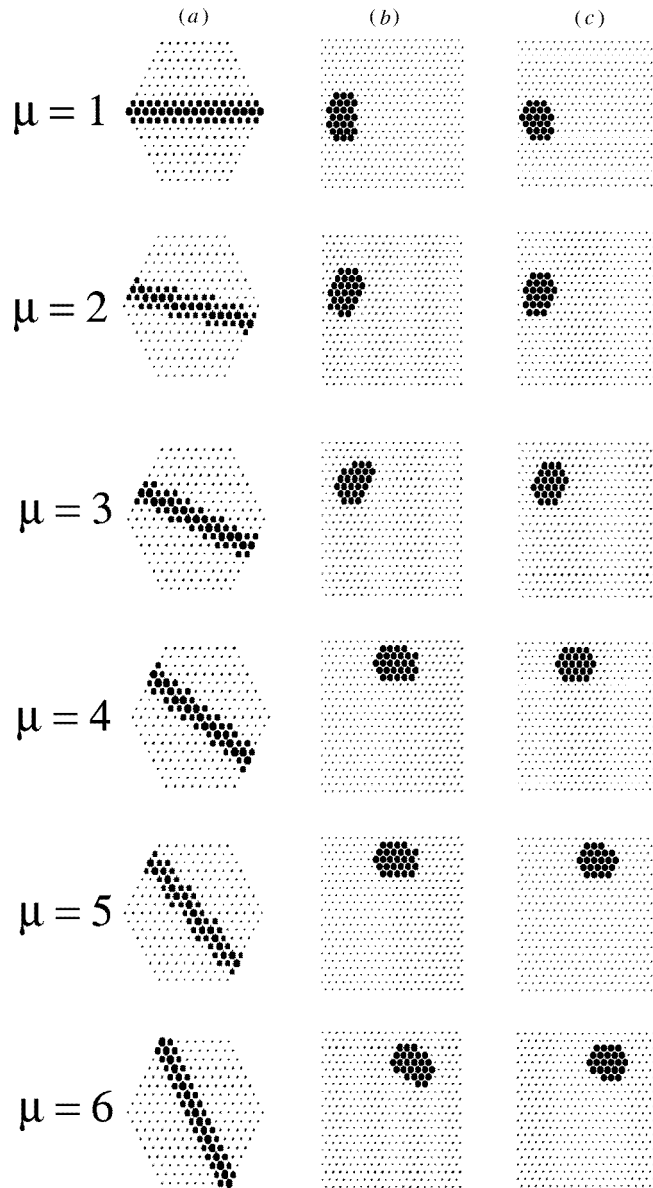 (a) (b) (c)
μ = 1
μ = 2
μ = 3
μ = 4
μ = 5
μ = 6